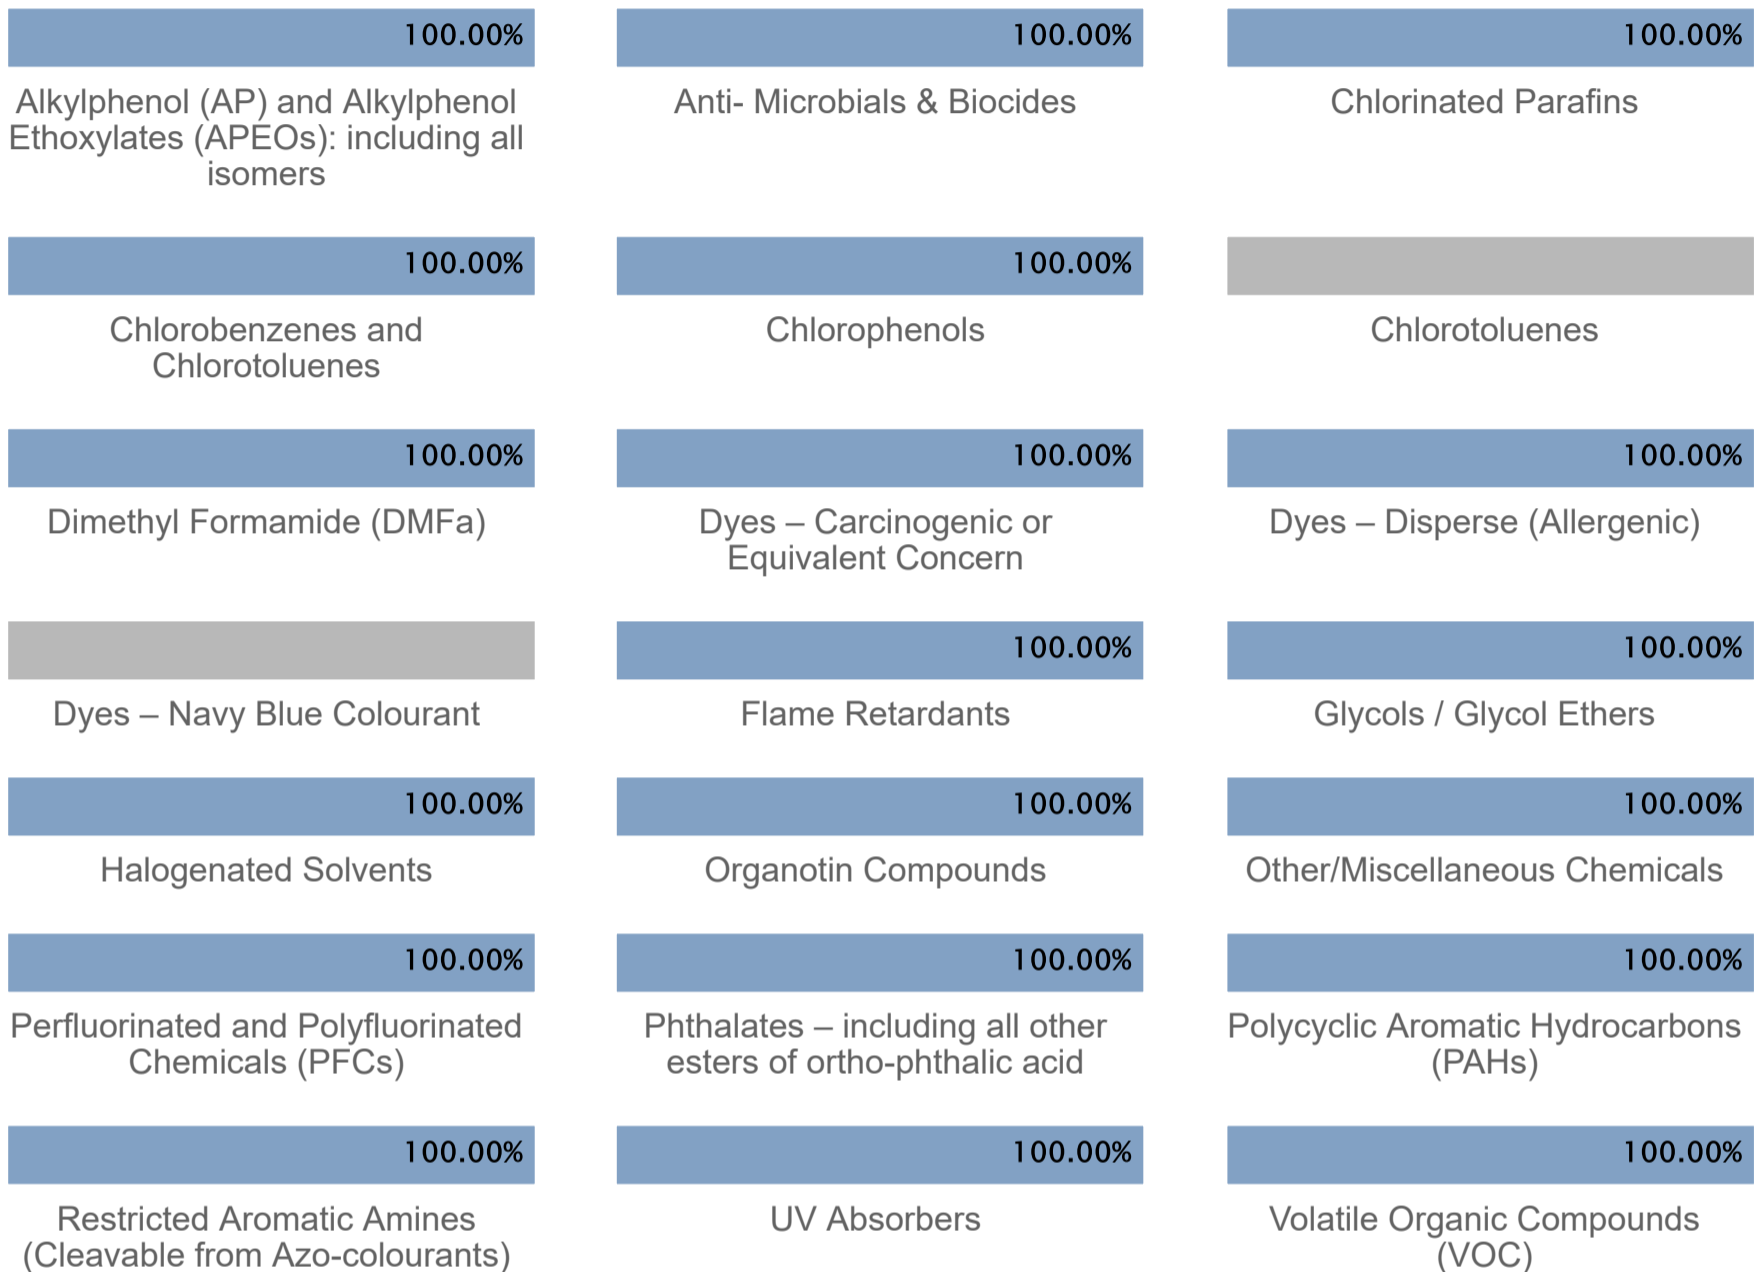 100.00%
100.00%
100.00%
Alkylphenol (AP) and Alkylphenol
Ethoxylates (APEOs): including all
isomers
Anti- Microbials & Biocides
Chlorinated Parafins
100.00%
100.00%
Chlorobenzenes and
Chlorotoluenes
Chlorophenols
Chlorotoluenes
100.00%
100.00%
100.00%
Dimethyl Formamide (DMFa)
Dyes – Carcinogenic or
Equivalent Concern
Dyes – Disperse (Allergenic)
100.00%
100.00%
Dyes – Navy Blue Colourant
Flame Retardants
Glycols / Glycol Ethers
100.00%
100.00%
100.00%
Halogenated Solvents
Organotin Compounds
Other/Miscellaneous Chemicals
100.00%
100.00%
100.00%
Perfluorinated and Polyfluorinated
Chemicals (PFCs)
Phthalates – including all other
esters of ortho-phthalic acid
Polycyclic Aromatic Hydrocarbons
(PAHs)
100.00%
100.00%
100.00%
Restricted Aromatic Amines
(Cleavable from Azo-colourants)
UV Absorbers
Volatile Organic Compounds
(VOC)